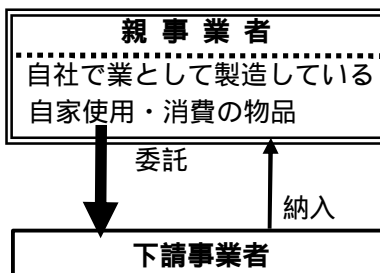 親事業者
自社で業として製造している
自家使用・消費の物品
委託
納入
下請事業者